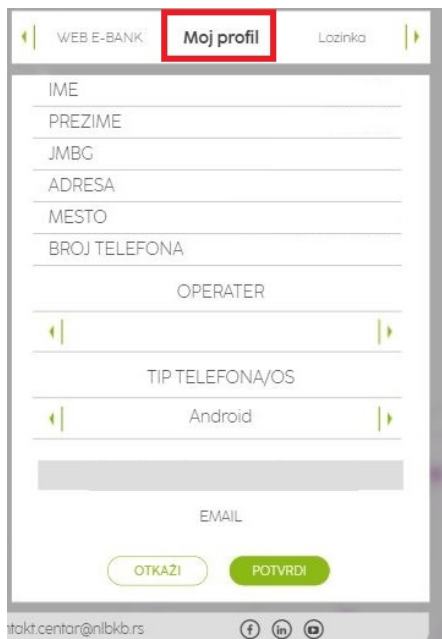 WEB E-BANK Moj profil Lozinka
IME
PREZIME
JMBG
ADRESA
MESTO
BROJ TELEFONA
OPERATER
TIP TELEFONA/OS
Android
EMAIL
OTKAŽI POTVRDI
ntakt.centar@nlbkb.rs